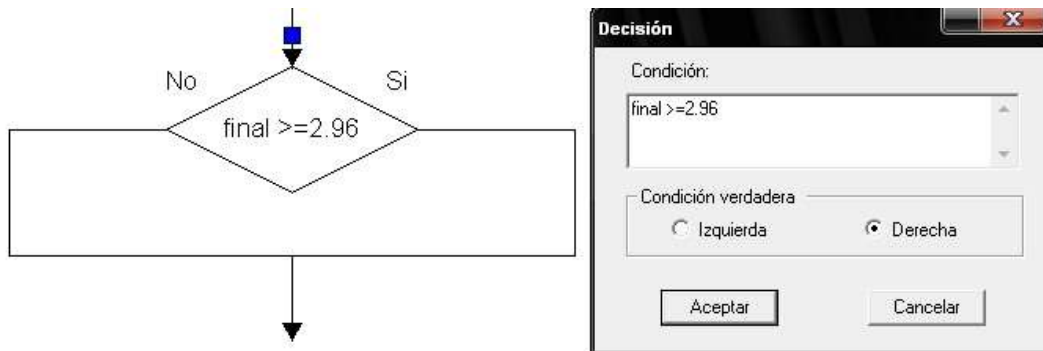 No
Si
final >=2.96
Decisión
X
Condición:
final >=2.96
Condición verdadera
Izquierda
Derecha
Aceptar
Cancelar